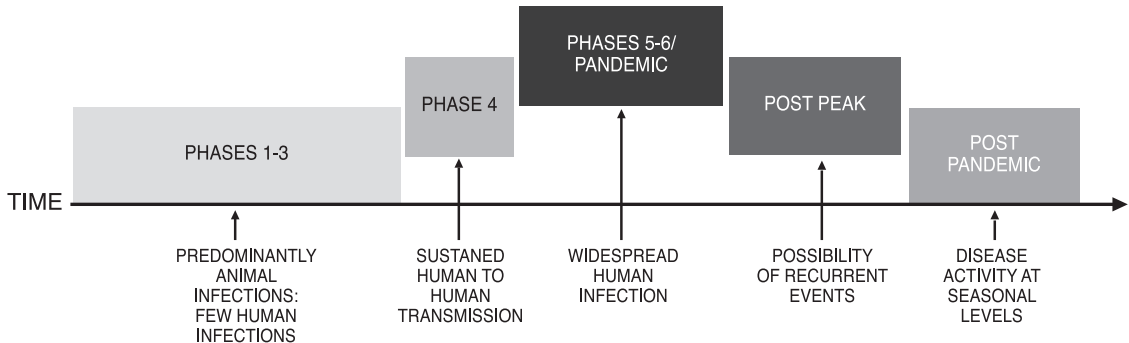 PHASES 5-6/
PANDEMIC
PHASE 4
POST PEAK
PHASES 1-3
POST
PANDEMIC
TIME
PREDOMINANTLY
ANIMAL
INFECTIONS:
FEW HUMAN
INFECTIONS
SUSTANED
HUMAN TO
HUMAN
TRANSMISSION
WIDESPREAD
HUMAN
INFECTION
POSSIBILITY
OF RECURRENT
EVENTS
DISEASE
ACTIVITY AT
SEASONAL
LEVELS